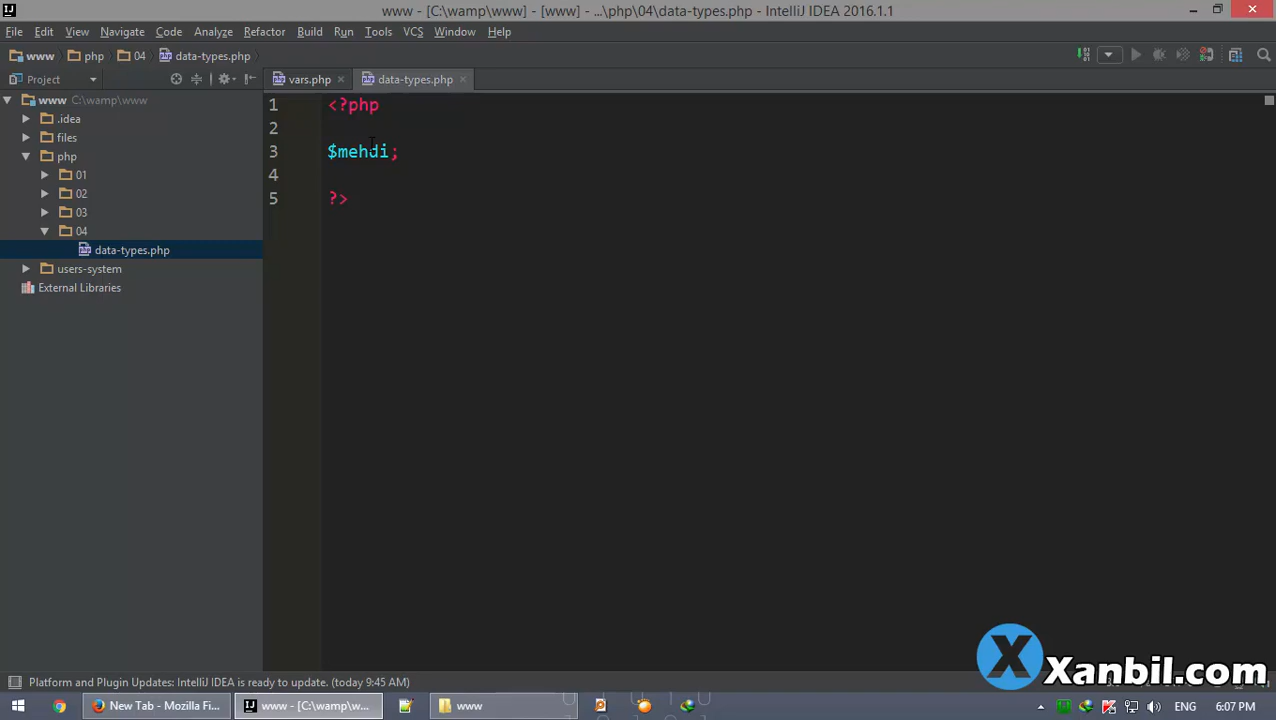 www - [C:\wamp\www] - [www] - ...\php\04\data-types.php - IntelliJ IDEA 2016.1.1
File Edit View Navigate Code Analyze Refactor Build Run Tools VCS Window Help
www php 04 data-types.php
Project
vars.php data-types.php
www C:\wamp\www
.idea
files
php
01
02
03
04
data-types.php
users-system
External Libraries
1 <?php
2
3 $mehdi;
4
5 ?>
X Xanbil.com
Platform and Plugin Updates: IntelliJ IDEA is ready to update. (today 9:45 AM)
New Tab - Mozilla Fi... www - [C:\wamp\w... www ENG 6:07 PM